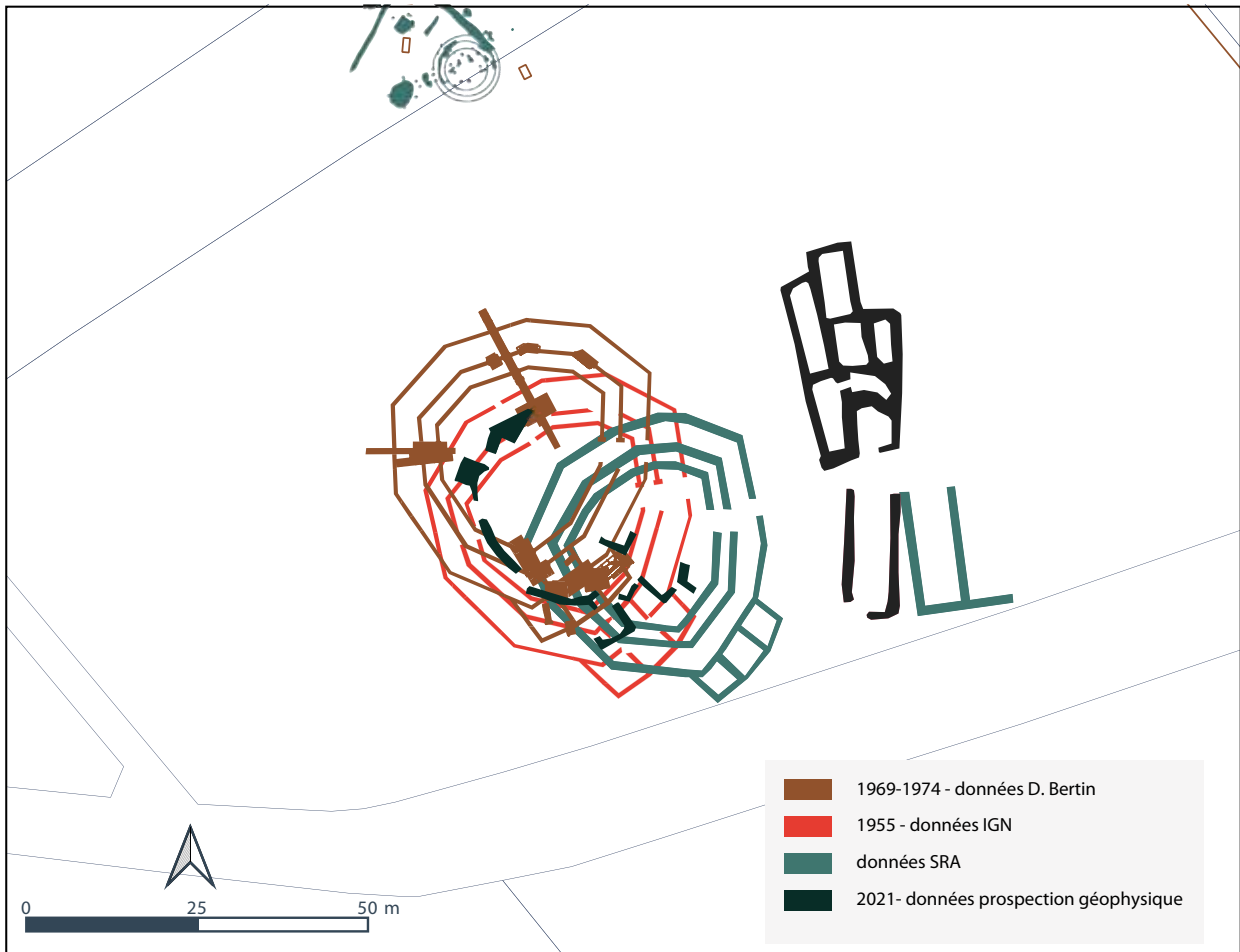 1969-1974 - données D. Bertin
1955 - données IGN
données SRA
2021- données prospection géophysique
0 25 50 m